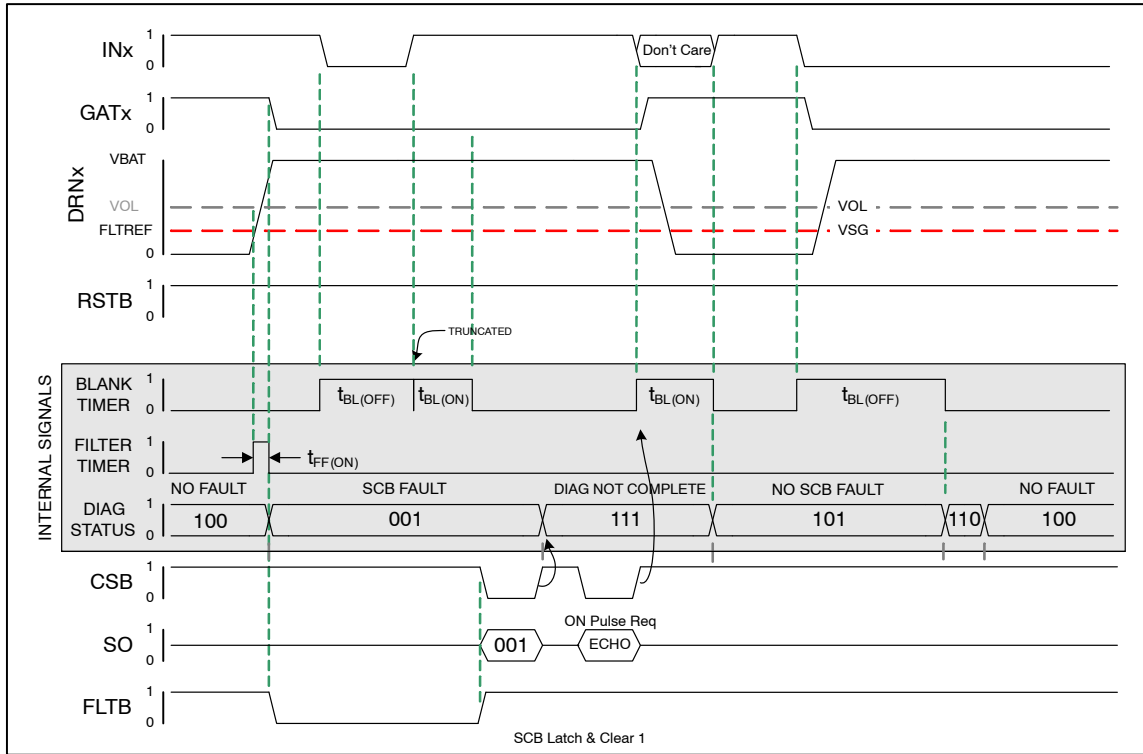 INx 1 0 Don't Care
GATx 1 0
DRNx VBAT
VOL VOL
FLTREF VSG
0
RSTB 1 0
TRUNCATED
INTERNAL SIGNALS
BLANK TIMER 1 0 tBL(OFF) tBL(ON) tBL(ON) tBL(OFF)
FILTER TIMER 1 0 tFF(ON)
NO FAULT SCB FAULT DIAG NOT COMPLETE NO SCB FAULT NO FAULT
DIAG STATUS 1 0 100 001 111 101 110 100
CSB 1 0
ON Pulse Req
SO 1 0 001 ECHO
FLTB 1 0
SCB Latch & Clear 1